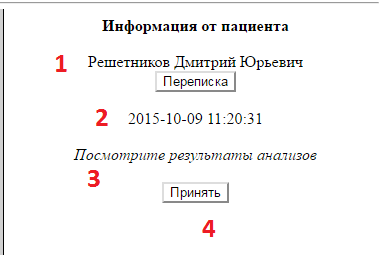 Информация от пациента
1 Решетников Дмитрий Юрьевич
Переписка
2 2015-10-09 11:20:31
Посмотрите результаты анализов
3
Принять
4